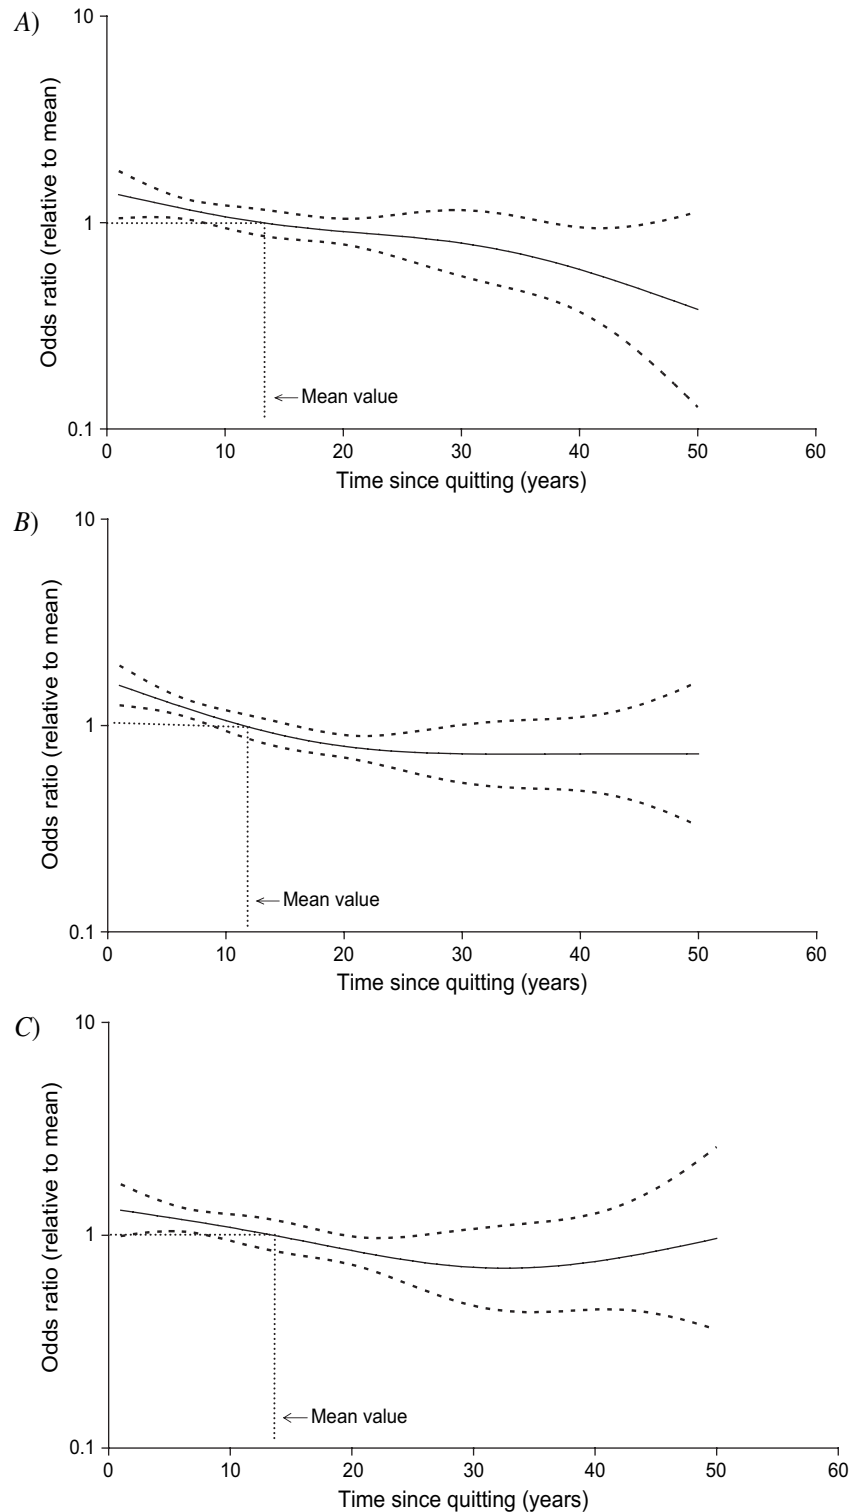 A)
10
1
0.1
Odds ratio (relative to mean)
← Mean value
0 10 20 30 40 50 60
Time since quitting (years)
B)
10
1
0.1
Odds ratio (relative to mean)
← Mean value
0 10 20 30 40 50 60
Time since quitting (years)
C)
10
1
0.1
Odds ratio (relative to mean)
← Mean value
0 10 20 30 40 50 60
Time since quitting (years)